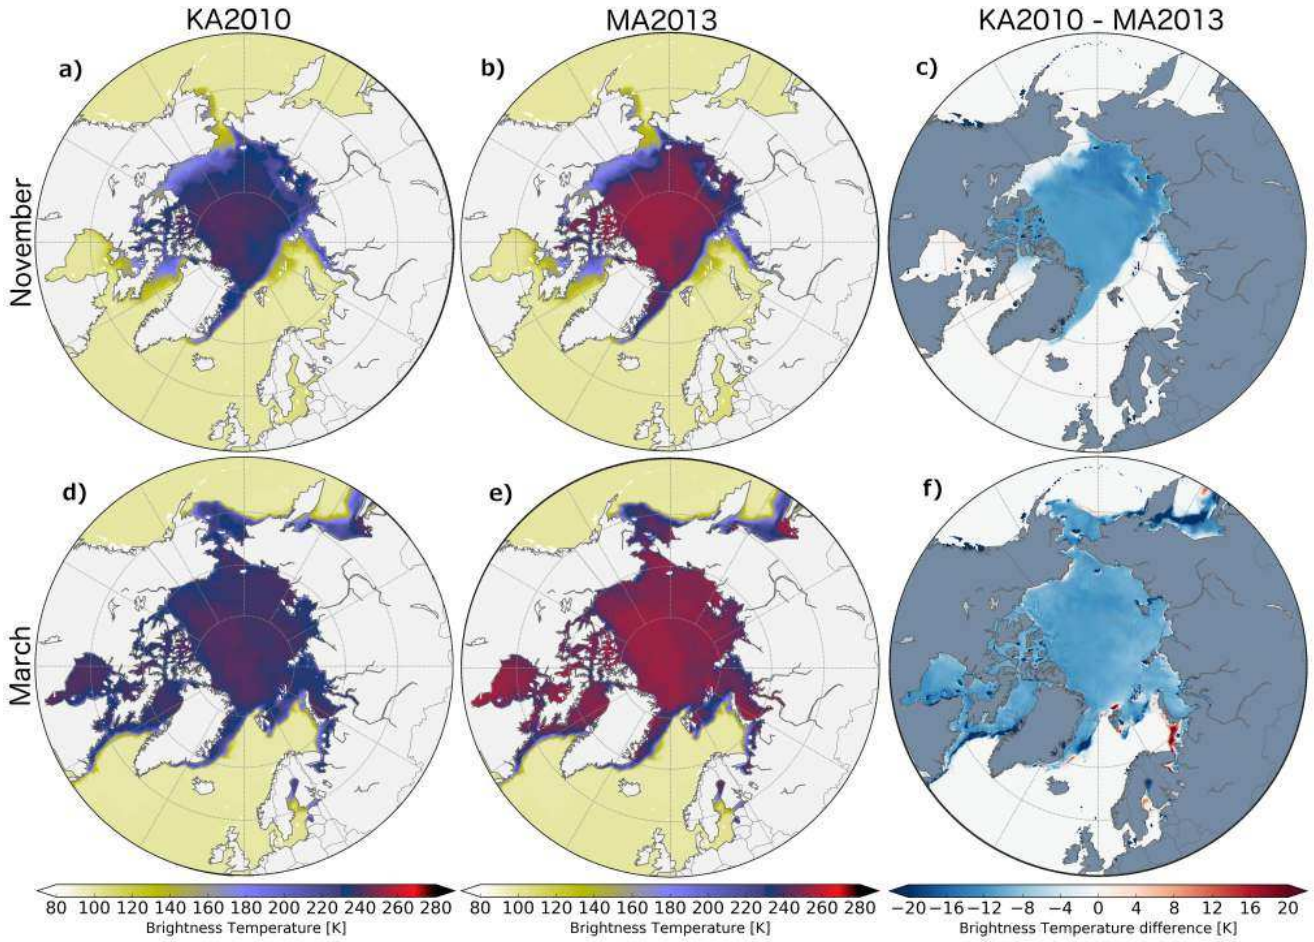 KA2010 MA2013 KA2010 - MA2013
a) b) c)
November
d) e) f)
March
80 100 120 140 160 180 200 220 240 260 280 80 100 120 140 160 180 200 220 240 260 280 −20 −16 −12 −8 −4 0 4 8 12 16 20
Brightness Temperature [K] Brightness Temperature [K] Brightness Temperature difference [K]